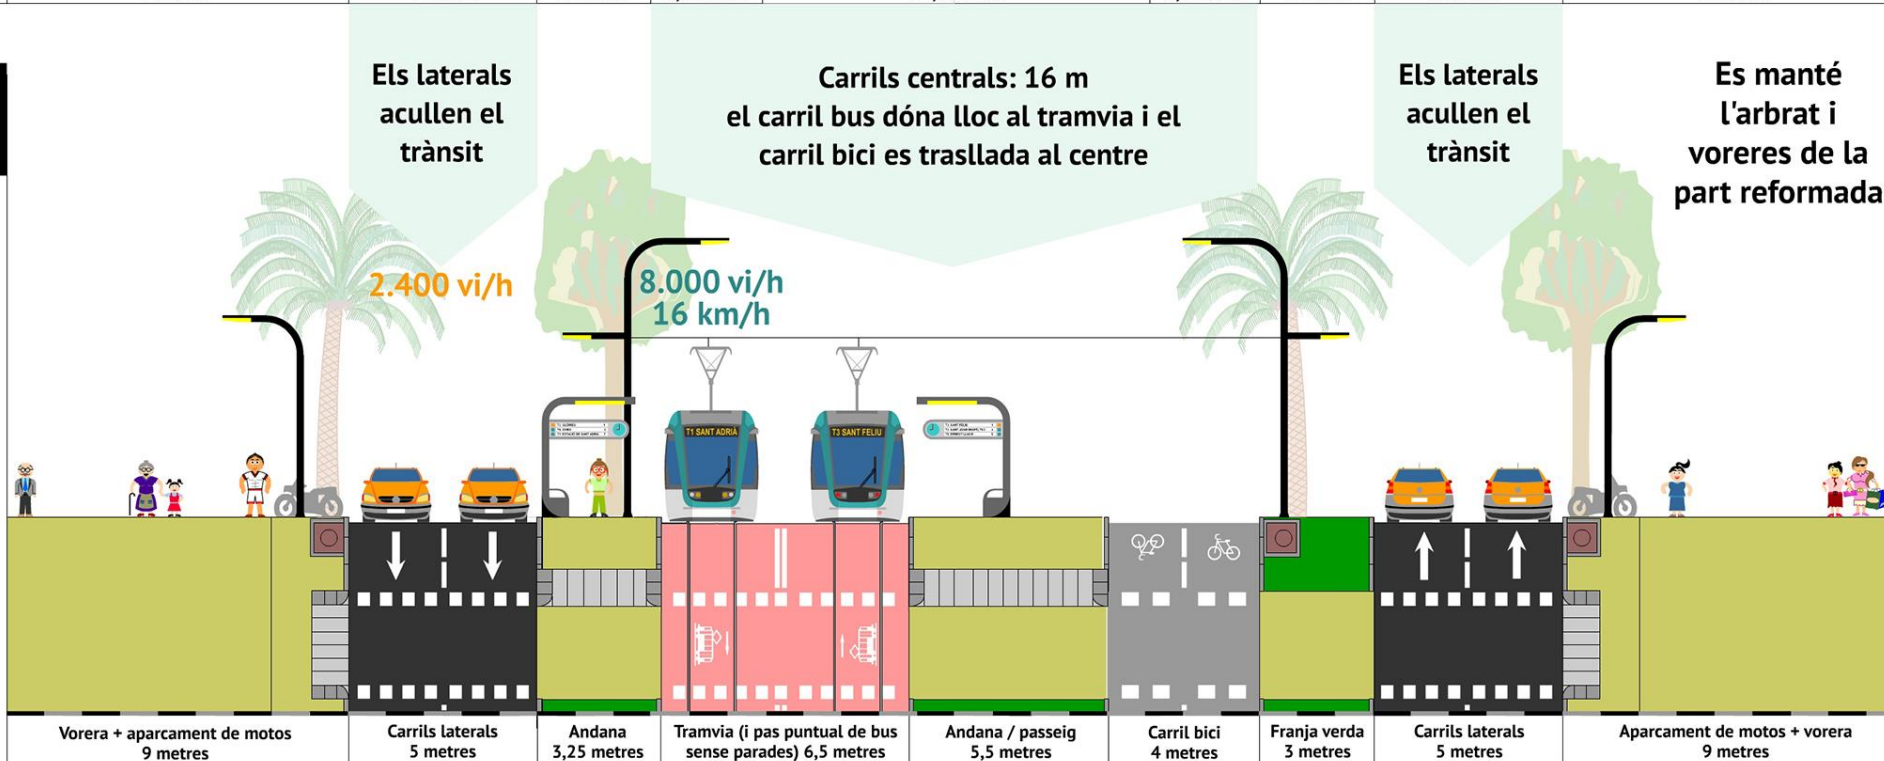 Els laterals
acullen el
trànsit
Carrils centrals: 16 m
el carril bus dóna lloc al tramvia i el
carril bici es trasllada al centre
Els laterals
acullen el
trànsit
Es manté
l'arbrat i
voreres de la
part reformada
2.400 vi/h
8.000 vi/h
16 km/h
T1 SANT ADRIÀ
T3 SANT FELIU
Vorera + aparcament de motos
9 metres
Carrils laterals
5 metres
Andana
3,25 metres
Tramvia (i pas puntual de bus
sense parades) 6,5 metres
Andana / passeig
5,5 metres
Carril bici
4 metres
Franja verda
3 metres
Carrils laterals
5 metres
Aparcament de motos + vorera
9 metres